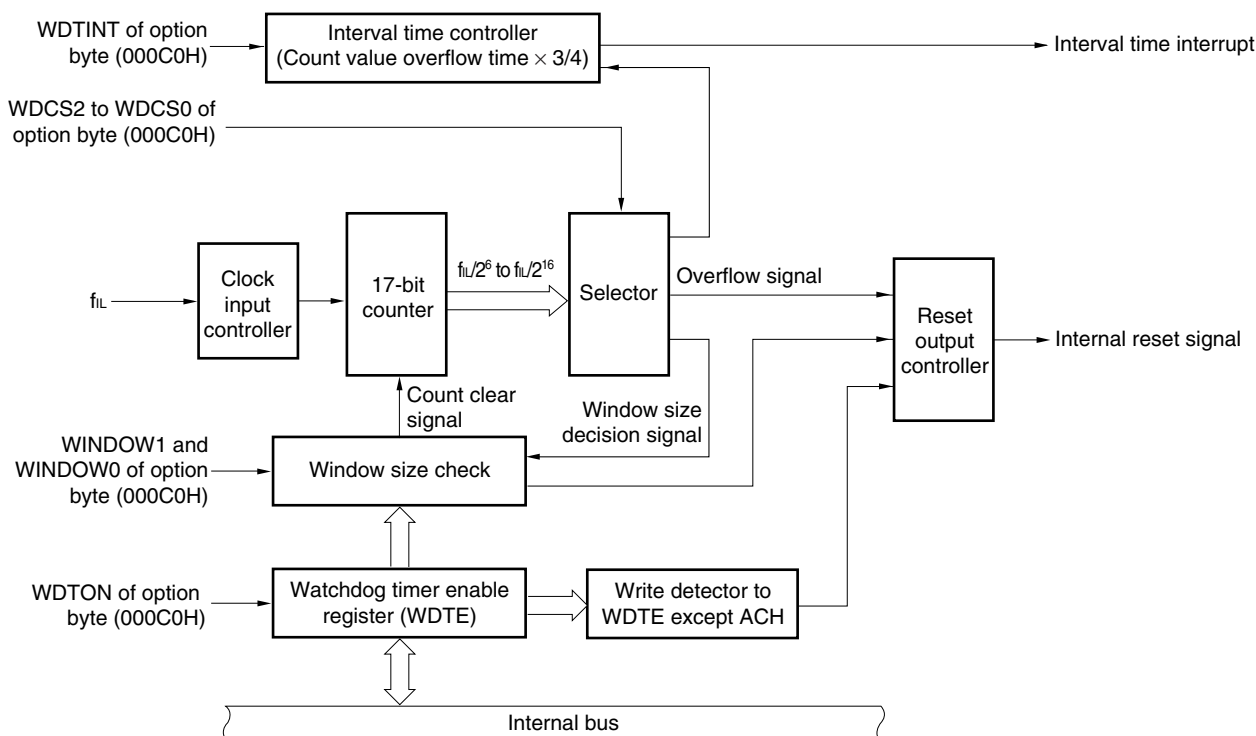 WDTINT of option
byte (000C0H)
Interval time controller
(Count value overflow time × 3/4)
Interval time interrupt
WDCS2 to WDCS0 of
option byte (000C0H)
fIL
Clock
input
controller
17-bit
counter
fIL/2⁶ to fIL/2¹⁶
Selector
Overflow signal
Reset
output
controller
Internal reset signal
Count clear
signal
Window size
decision signal
WINDOW1 and
WINDOW0 of option
byte (000C0H)
Window size check
WDTON of option
byte (000C0H)
Watchdog timer enable
register (WDTE)
Write detector to
WDTE except ACH
Internal bus